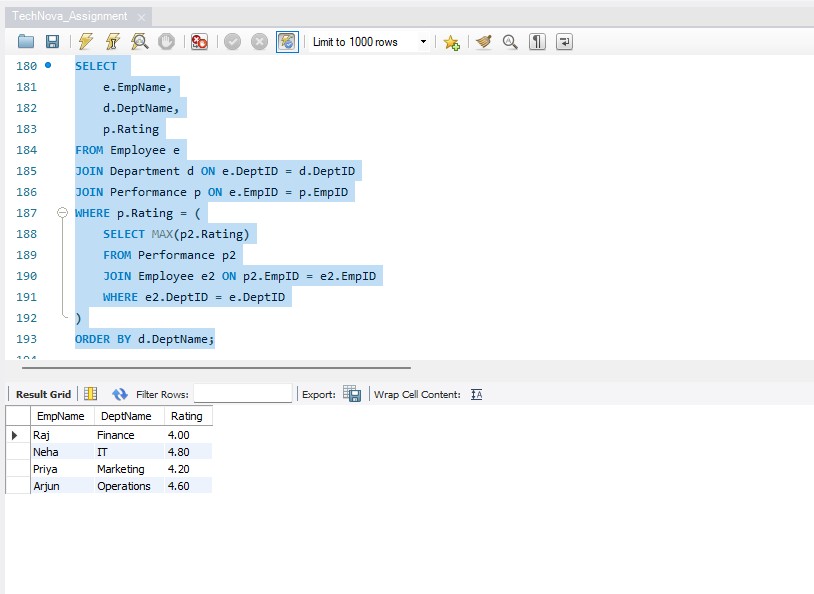 TechNova_Assignment
Limit to 1000 rows
180 SELECT
181 e.EmpName,
182 d.DeptName,
183 p.Rating
184 FROM Employee e
185 JOIN Department d ON e.DeptID = d.DeptID
186 JOIN Performance p ON e.EmpID = p.EmpID
187 WHERE p.Rating = (
188 SELECT MAX(p2.Rating)
189 FROM Performance p2
190 JOIN Employee e2 ON p2.EmpID = e2.EmpID
191 WHERE e2.DeptID = e.DeptID
192 )
193 ORDER BY d.DeptName;
Result Grid Filter Rows: Export: Wrap Cell Content:
EmpName DeptName Rating
Raj Finance 4.00
Neha IT 4.80
Priya Marketing 4.20
Arjun Operations 4.60